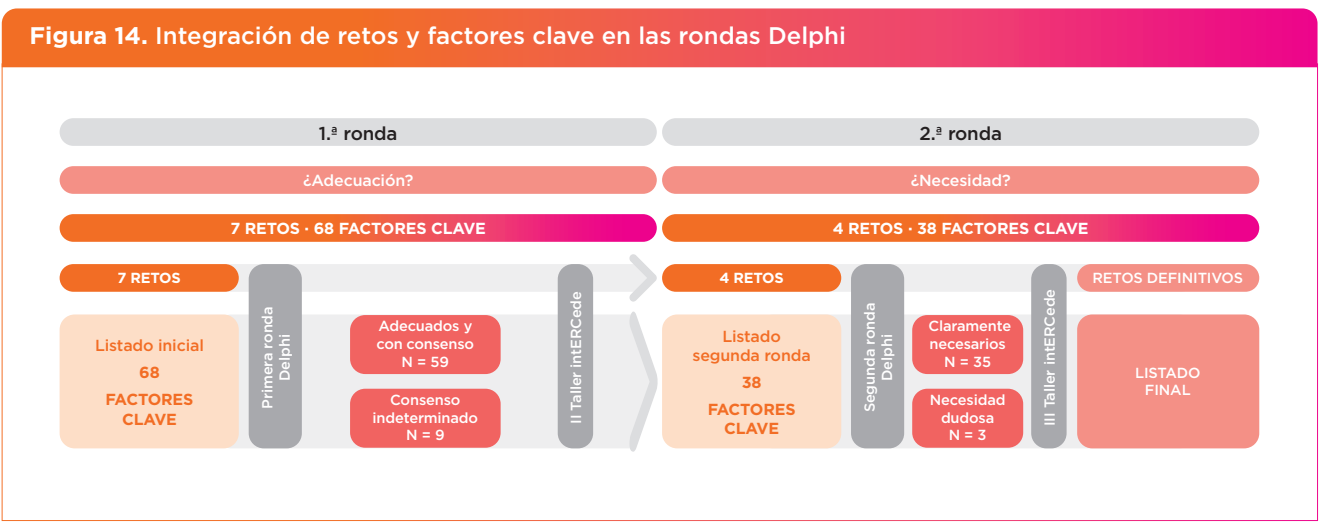 Figura 14. Integración de retos y factores clave en las rondas Delphi
1.ª ronda
¿Adecuación?
7 RETOS · 68 FACTORES CLAVE
7 RETOS
Listado inicial
68
FACTORES
CLAVE
Primera ronda
Delphi
Adecuados y
con consenso
N = 59
Consenso
indeterminado
N = 9
II Taller intERCede
2.ª ronda
¿Necesidad?
4 RETOS · 38 FACTORES CLAVE
4 RETOS
Listado
segunda ronda
38
FACTORES
CLAVE
Segunda ronda
Delphi
Claramente
necesarios
N = 35
Necesidad
dudosa
N = 3
III Taller intERCede
RETOS DEFINITIVOS
LISTADO
FINAL